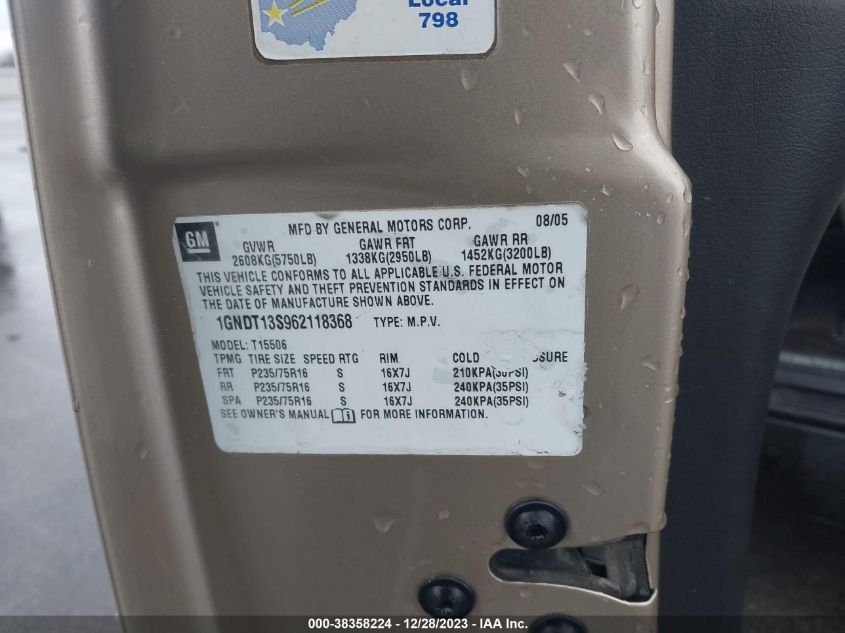 Local
798
GM
MFD BY GENERAL MOTORS CORP. 08/05
GVWR GAWR FRT GAWR RR
2608KG(5750LB) 1338KG(2950LB) 1452KG(3200LB)
THIS VEHICLE CONFORMS TO ALL APPLICABLE U.S. FEDERAL MOTOR
VEHICLE SAFETY AND THEFT PREVENTION STANDARDS IN EFFECT ON
THE DATE OF MANUFACTURE SHOWN ABOVE.
1GNDT13S962118368 TYPE: M.P.V.
MODEL: T15506
TPMG TIRE SIZE SPEED RTG RIM COLD
FRT P235/75R16 S 16X7J 210KPA(30PSI)
RR P235/75R16 S 16X7J 240KPA(35PSI)
SPA P235/75R16 S 16X7J 240KPA(35PSI)
SEE OWNER'S MANUAL FOR MORE INFORMATION.
000-38358224 - 12/28/2023 - IAA Inc.